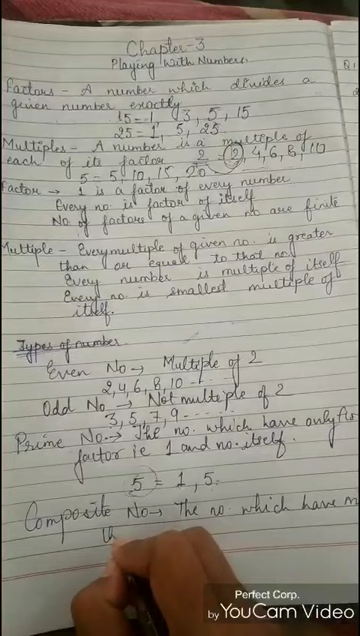 Chapter-3
Playing With Numbers.
Factors - A number which divides a
given number exactly
15 = 1, 3, 5, 15
25 = 1, 5, 25
Multiples - A number is a multiple of
each of its factor
2 = 2, 4, 6, 8, 10
5 = 5, 10, 15, 20
Factor → 1 is a factor of every number
Every no. is factor of itself
No. of factors of a given no are finite
Multiple - Every multiple of given no. is greater
than or equal to that no.
Every number is multiple of itself
Every no is smallest multiple of
itself.
Types of number
Even No → Multiple of 2
2, 4, 6, 8, 10 ...
Odd No → Not multiple of 2
3, 5, 7, 9 ......
Prime No. → The no. which have only
factor ie 1 and no. itself.
5 = 1, 5.
Composite No → The no. which have
th
Q.1
Perfect Corp.
by YouCam Video